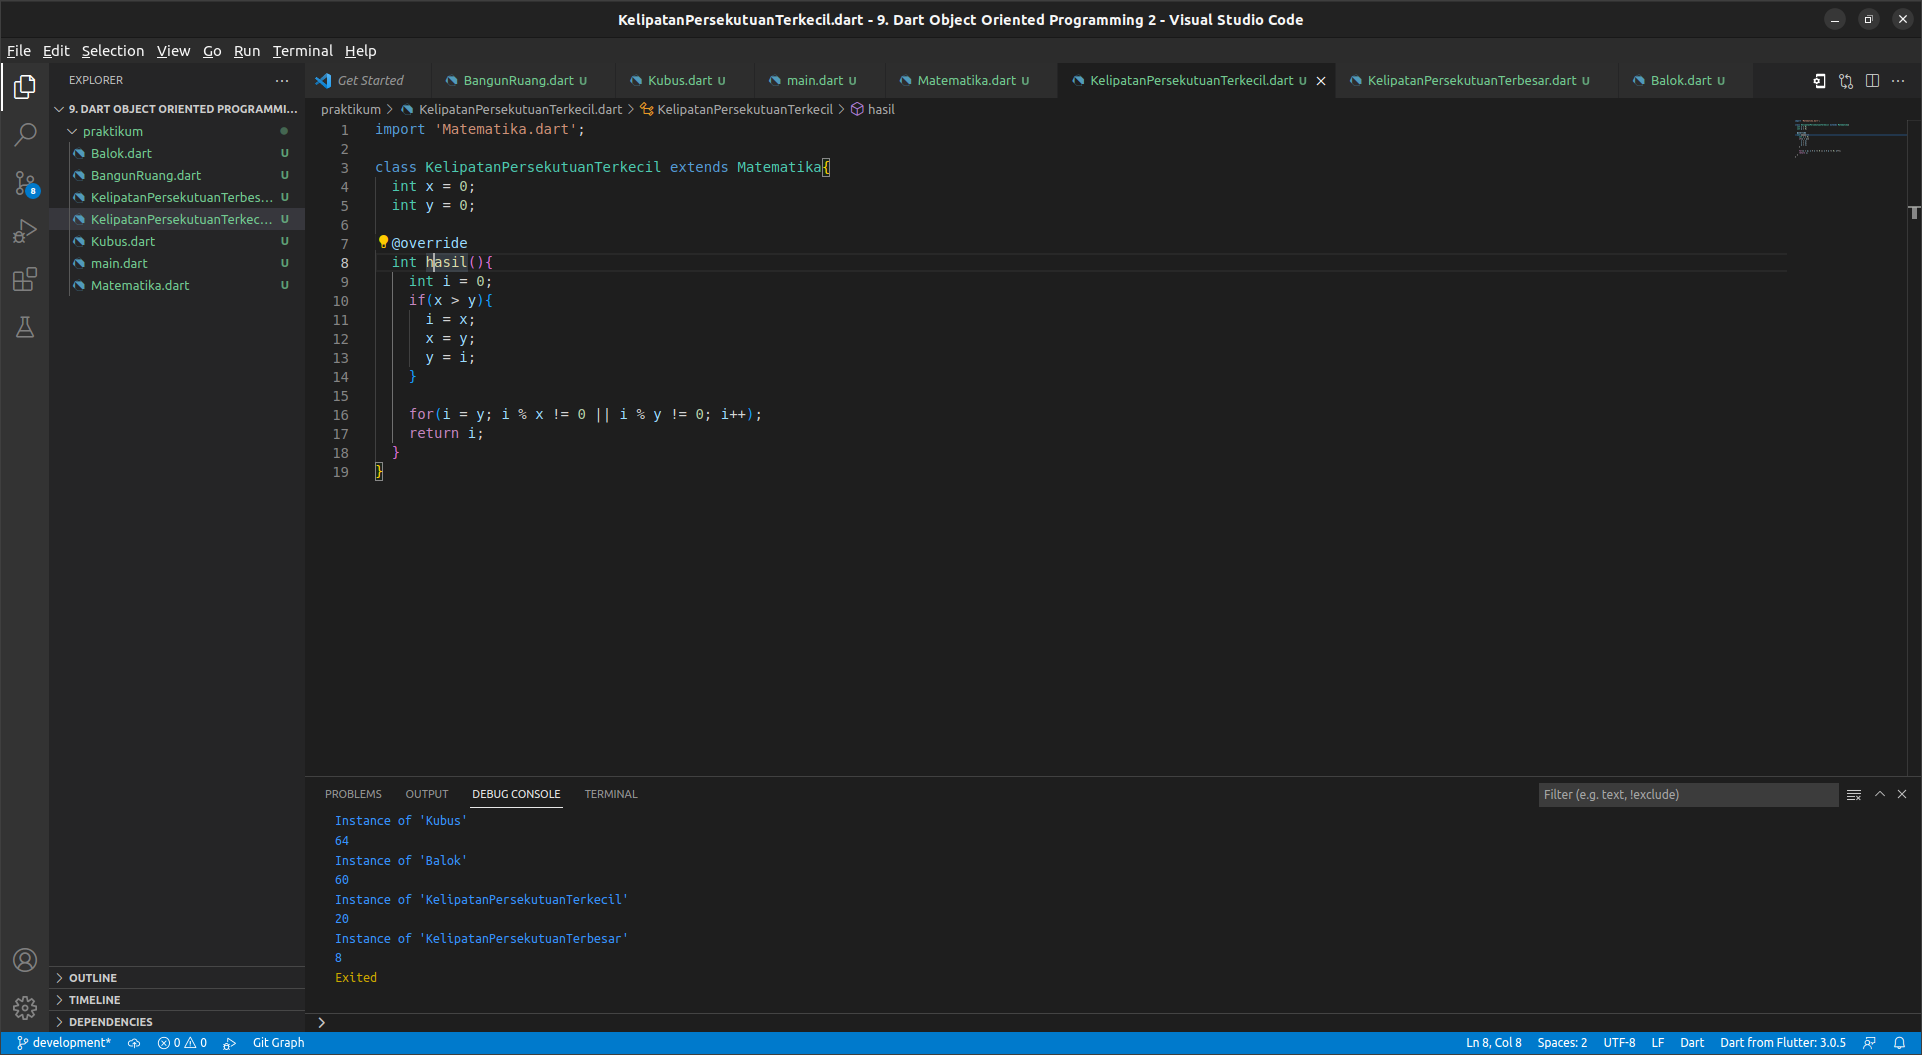 KelipatanPersekutuanTerkecil.dart - 9. Dart Object Oriented Programming 2 - Visual Studio Code
File Edit Selection View Go Run Terminal Help
EXPLORER
9. DART OBJECT ORIENTED PROGRAMMI...
praktikum
Balok.dart U
BangunRuang.dart U
KelipatanPersekutuanTerbes... U
KelipatanPersekutuanTerkec... U
Kubus.dart U
main.dart U
Matematika.dart U
8
OUTLINE
TIMELINE
DEPENDENCIES
Get Started BangunRuang.dart U Kubus.dart U main.dart U Matematika.dart U KelipatanPersekutuanTerkecil.dart U KelipatanPersekutuanTerbesar.dart U Balok.dart U
praktikum > KelipatanPersekutuanTerkecil.dart > KelipatanPersekutuanTerkecil > hasil
1 import 'Matematika.dart';
2
3 class KelipatanPersekutuanTerkecil extends Matematika{
4 int x = 0;
5 int y = 0;
6
7 @override
8 int hasil(){
9 int i = 0;
10 if(x > y){
11 i = x;
12 x = y;
13 y = i;
14 }
15
16 for(i = y; i % x != 0 || i % y != 0; i++);
17 return i;
18 }
19 }
PROBLEMS OUTPUT DEBUG CONSOLE TERMINAL
Filter (e.g. text, !exclude)
Instance of 'Kubus'
64
Instance of 'Balok'
60
Instance of 'KelipatanPersekutuanTerkecil'
20
Instance of 'KelipatanPersekutuanTerbesar'
8
Exited
>
development* 0 0 Git Graph Ln 8, Col 8 Spaces: 2 UTF-8 LF Dart Dart from Flutter: 3.0.5